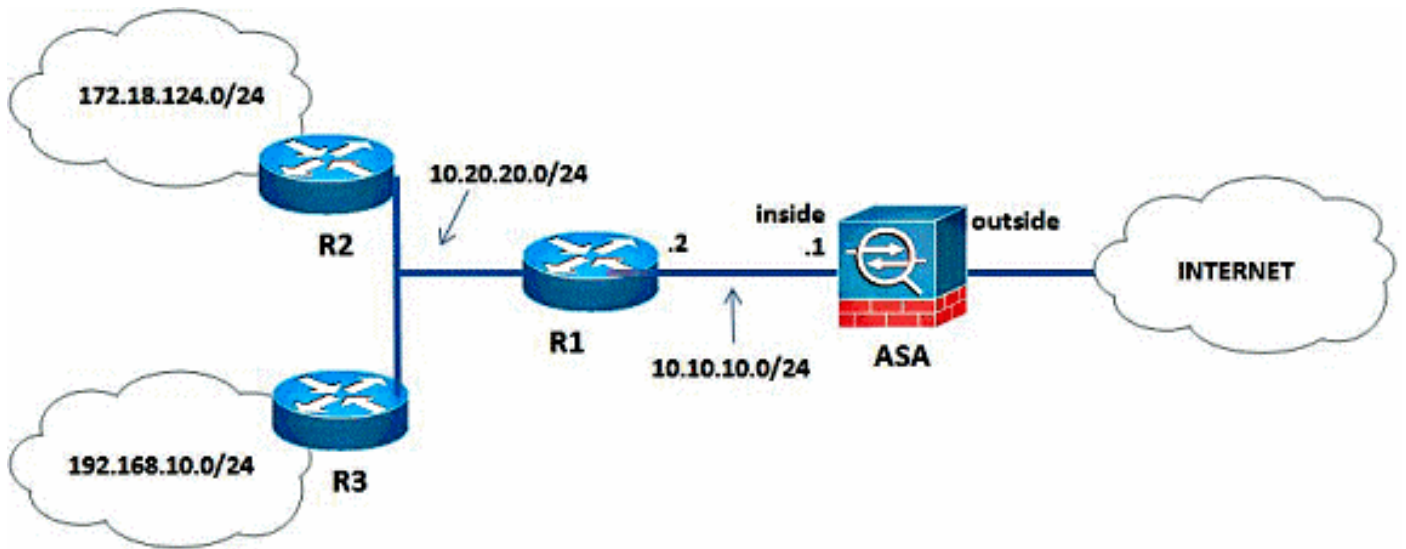 172.18.124.0/24
10.20.20.0/24
R2
inside
outside
.2
.1
INTERNET
R1
ASA
10.10.10.0/24
192.168.10.0/24
R3